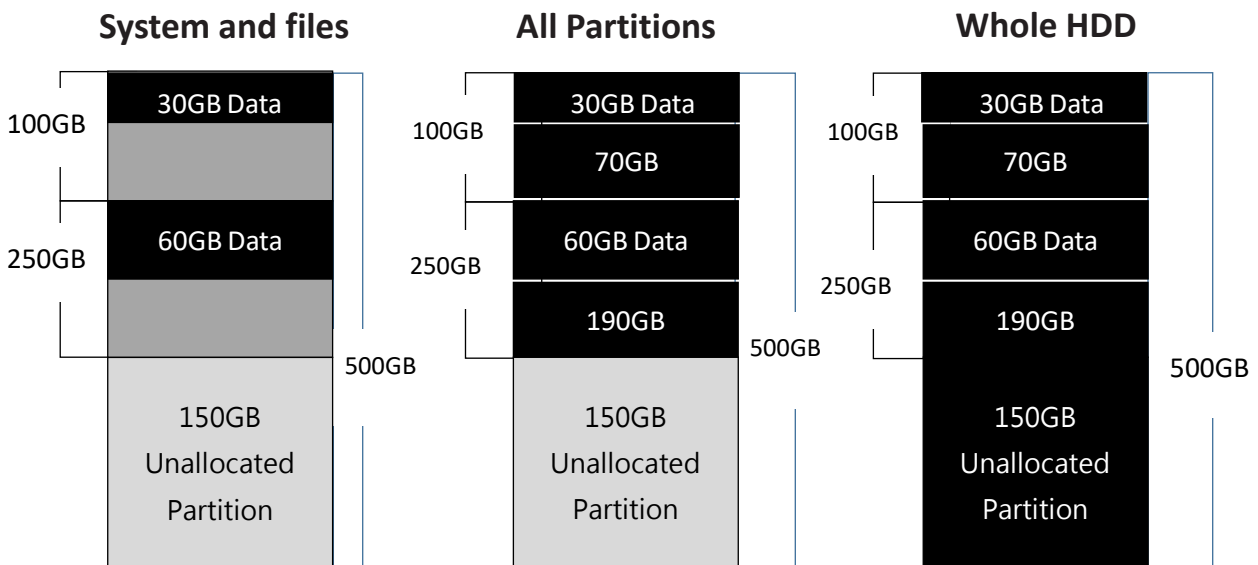 System and files
100GB
30GB Data
250GB
60GB Data
500GB
150GB
Unallocated
Partition
All Partitions
100GB
30GB Data
70GB
250GB
60GB Data
190GB
500GB
150GB
Unallocated
Partition
Whole HDD
100GB
30GB Data
70GB
250GB
60GB Data
190GB
500GB
150GB
Unallocated
Partition